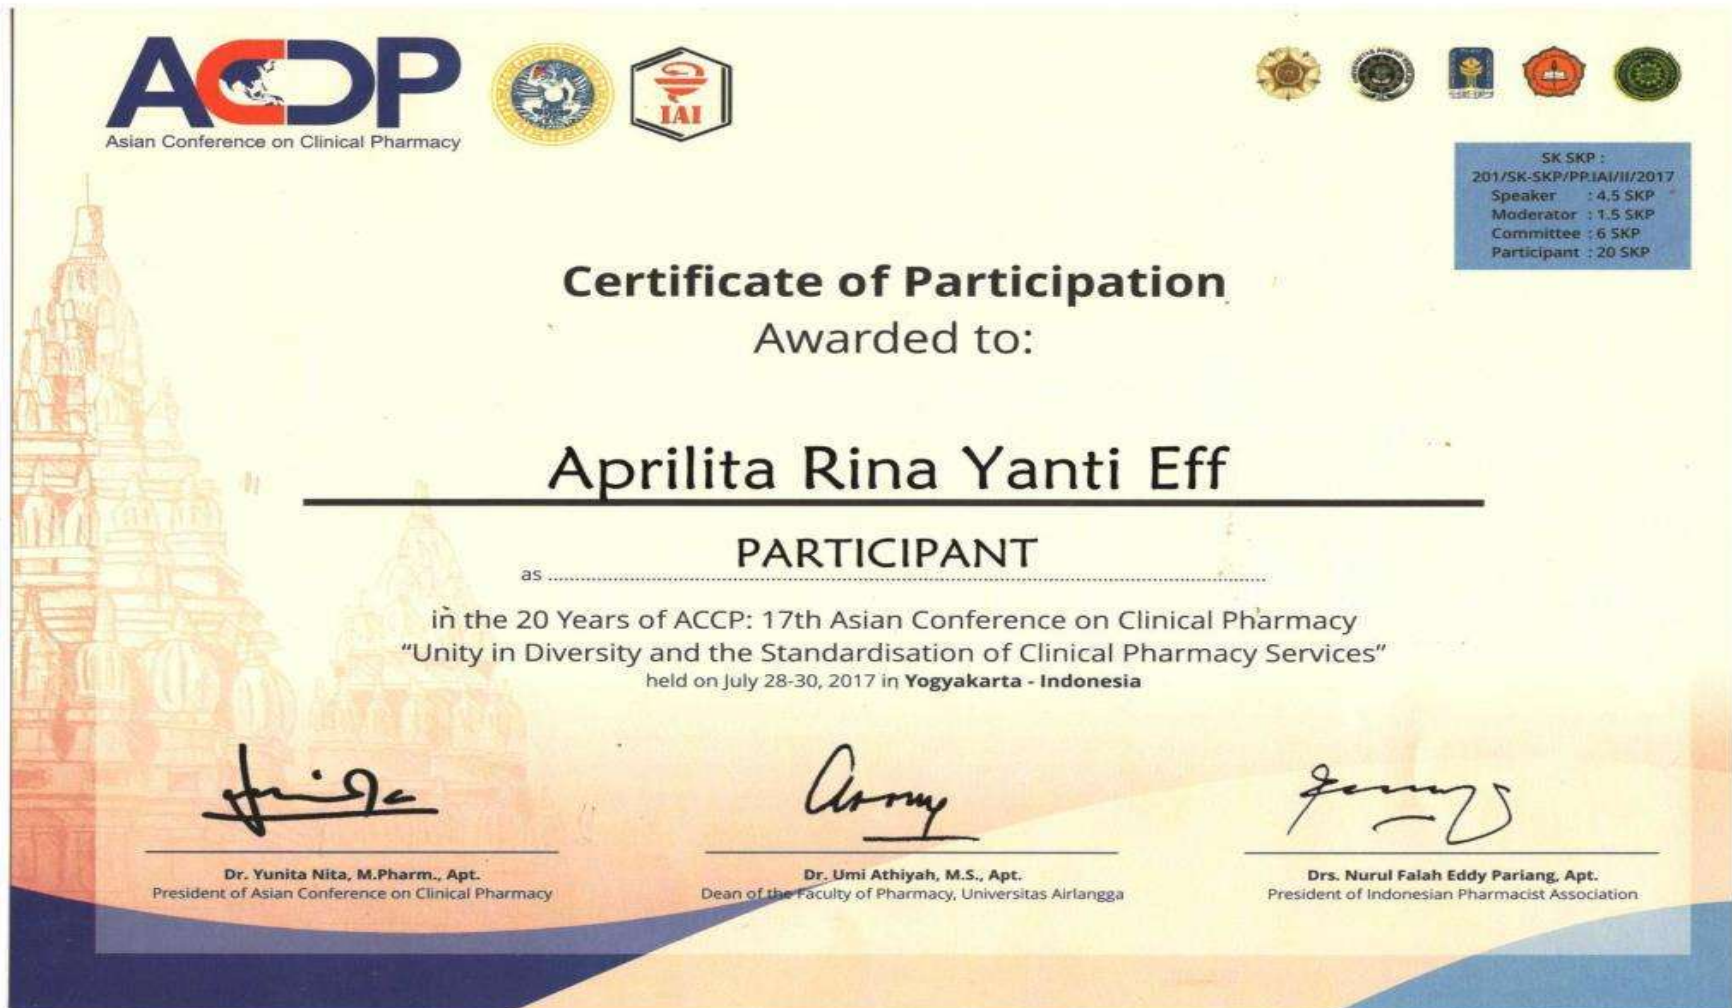 ACCP
Asian Conference on Clinical Pharmacy
IAI
SK SKP :
201/SK-SKP/PP.IAI/II/2017
Speaker : 4.5 SKP
Moderator : 1.5 SKP
Committee : 6 SKP
Participant : 20 SKP
Certificate of Participation
Awarded to:
Aprilita Rina Yanti Eff
PARTICIPANT
as ........................................................
in the 20 Years of ACCP: 17th Asian Conference on Clinical Pharmacy
“Unity in Diversity and the Standardisation of Clinical Pharmacy Services”
held on July 28-30, 2017 in Yogyakarta - Indonesia
Dr. Yunita Nita, M.Pharm., Apt.
President of Asian Conference on Clinical Pharmacy
Dr. Umi Athiyah, M.S., Apt.
Dean of the Faculty of Pharmacy, Universitas Airlangga
Drs. Nurul Falah Eddy Pariang, Apt.
President of Indonesian Pharmacist Association